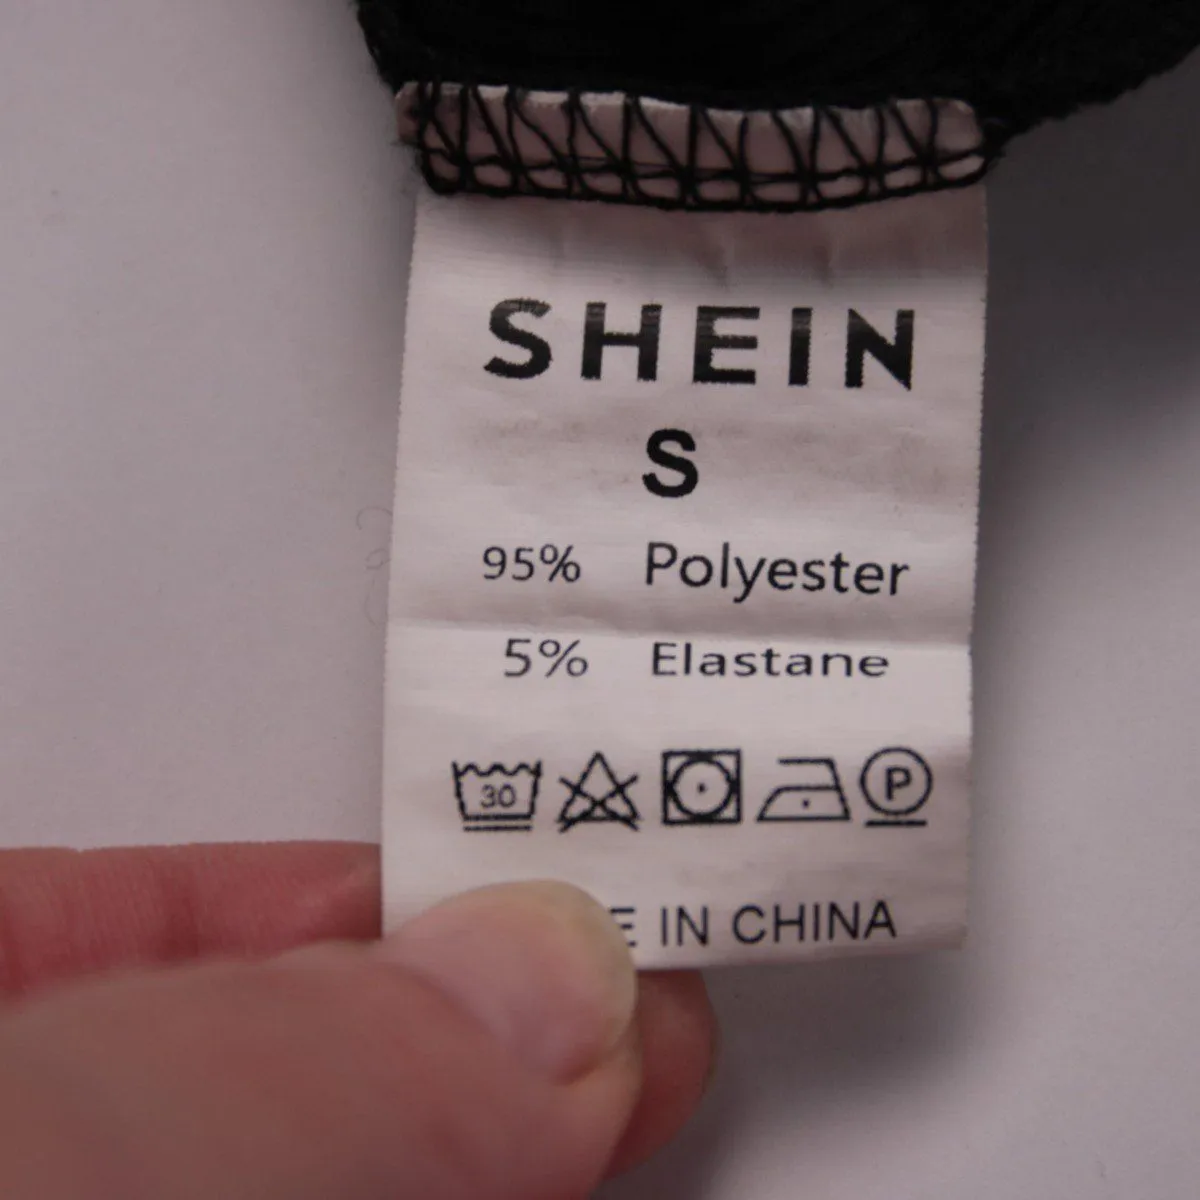 SHEIN
S
95% Polyester
5% Elastane
30 P
E IN CHINA